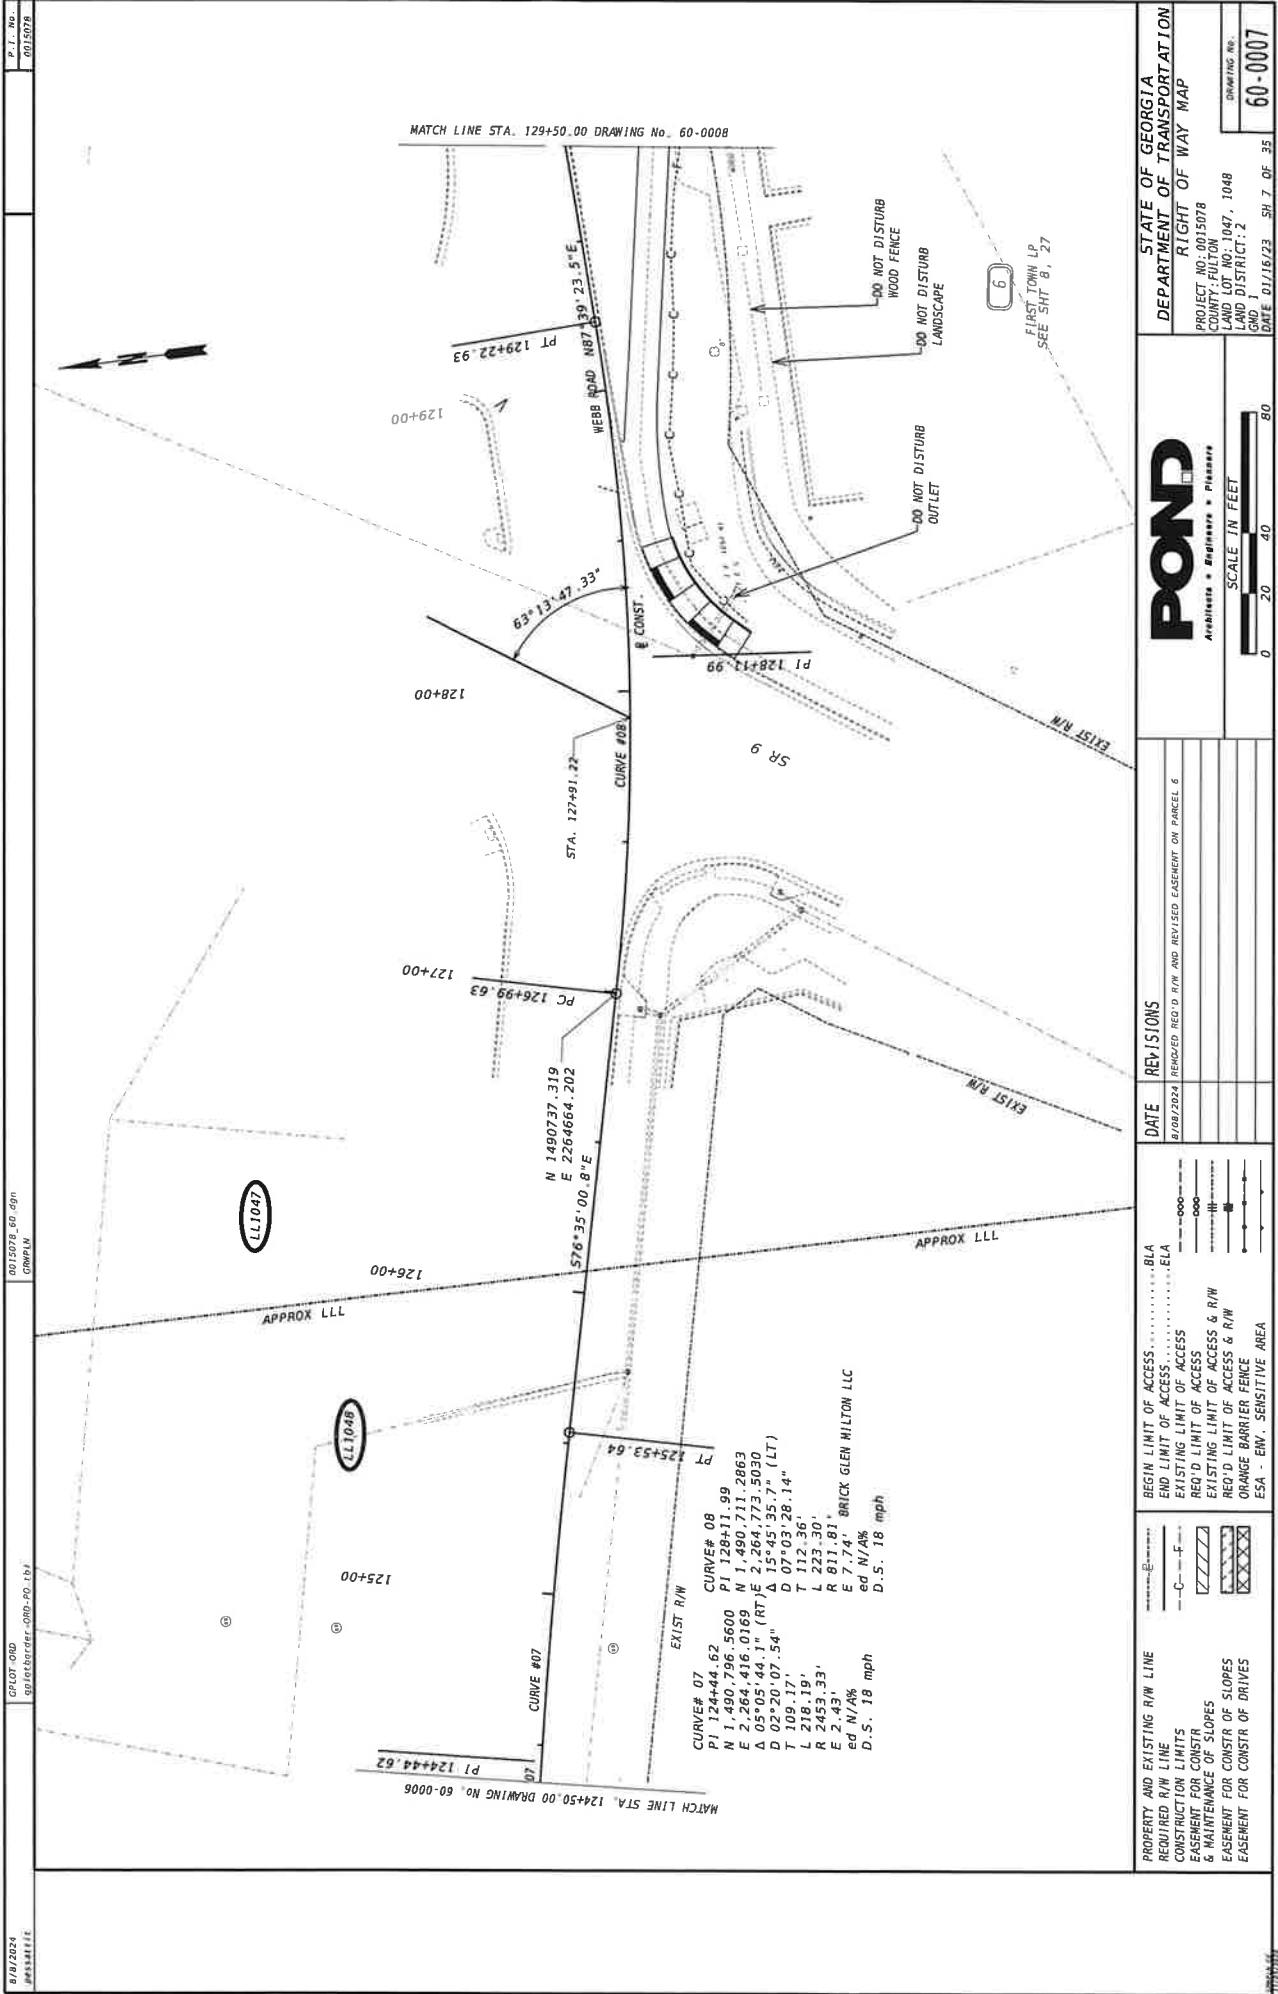 8/8/2024
GPLOT-ORD
0015078_60.dgn
GRWPLN
P.I. No.
0015078
N
MATCH LINE STA. 124+50.00 DRAWING No. 60-0006
MATCH LINE STA. 129+50.00 DRAWING No. 60-0008
PI 124+44.62
07
CURVE #07
125+00
LL1048
PT 125+53.64
APPROX LLL
126+00
LL1047
S76°35'00.8"E
APPROX LLL
N 1490737.319
E 2264664.202
PC 126+99.63
127+00
STA. 127+91.22
CURVE #08
128+00
63°13'47.33"
CONST.
PI 128+11.99
129+00
WEBB ROAD N87°39'23.5"E
PT 129+22.93
SR 9
EXIST R/W
EXIST R/W
EXIST R/W
DO NOT DISTURB
OUTLET
DO NOT DISTURB
LANDSCAPE
DO NOT DISTURB
WOOD FENCE
6
FIRST TOWN LP
SEE SHT 8, 27
BRICK GLEN MILTON LLC
CURVE# 07
PI 124+44.62
N 1,490,796.5600
E 2,264,416.0169
Δ 05°05'44.1" (RT)
D 02°20'07.54"
T 109.17'
L 218.19'
R 2453.33'
E 2.43'
ed N/A%
D.S. 18 mph
CURVE# 08
PI 128+11.99
N 1,490,711.2863
E 2,264,773.5030
Δ 15°45'35.7" (LT)
D 07°03'28.14"
T 112.36'
L 223.30'
R 811.81'
E 7.74'
ed N/A%
D.S. 18 mph
PROPERTY AND EXISTING R/W LINE
REQUIRED R/W LINE
CONSTRUCTION LIMITS
EASEMENT FOR CONSTR
& MAINTENANCE OF SLOPES
EASEMENT FOR CONSTR OF SLOPES
EASEMENT FOR CONSTR OF DRIVES
BEGIN LIMIT OF ACCESS............BLA
END LIMIT OF ACCESS............ELA
EXISTING LIMIT OF ACCESS
REQ'D LIMIT OF ACCESS
EXISTING LIMIT OF ACCESS & R/W
REQ'D LIMIT OF ACCESS & R/W
ORANGE BARRIER FENCE
ESA - ENV. SENSITIVE AREA
DATE REVISIONS
8/08/2024 REMOVED REQ'D R/W AND REVISED EASEMENT ON PARCEL 6
POND
Architects • Engineers • Planners
SCALE IN FEET
0 20 40 80
STATE OF GEORGIA
DEPARTMENT OF TRANSPORTATION
RIGHT OF WAY MAP
PROJECT NO: 0015078
COUNTY: FULTON
LAND LOT NO: 1047, 1048
LAND DISTRICT: 2
GMD 1
DATE 01/16/23 SH 7 OF 35
DRAWING No.
60-0007